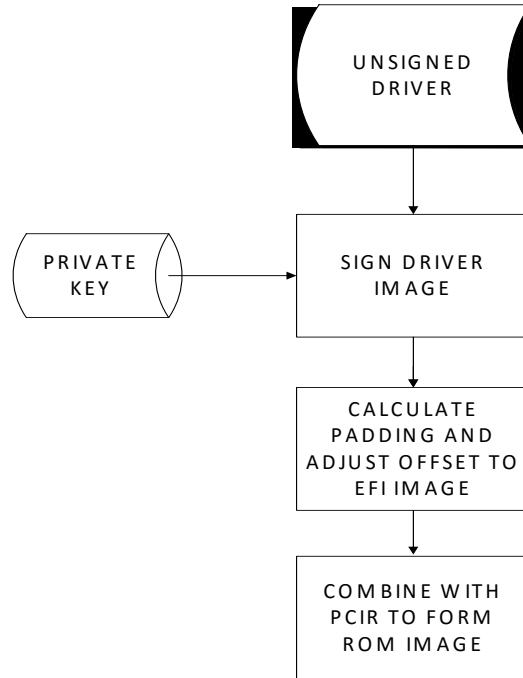 UNSIGNED
DRIVER
PRIVATE
KEY
SIGN DRIVER
IMAGE
CALCULATE
PADDING AND
ADJUST OFFSET TO
EFI IMAGE
COMBINE WITH
PCIR TO FORM
ROM IMAGE